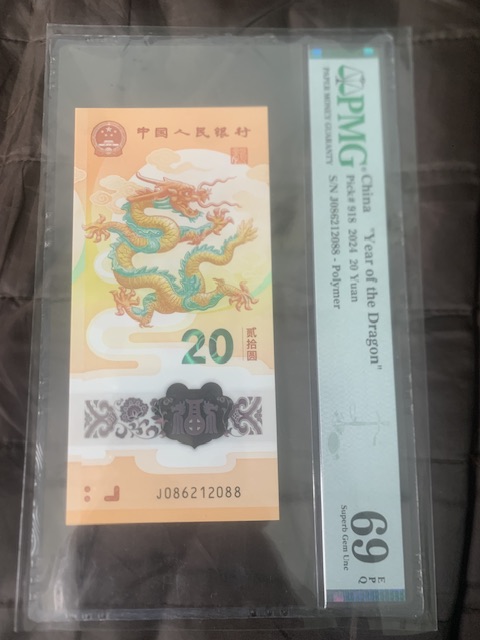 中国人民银行
20
贰拾圆
J086212088
PMG
PAPER MONEY GUARANTY
China "Year of the Dragon"
Pick# 918 2024 20 Yuan
S/N J086212088 - Polymer
69
EPQ
Superb Gem Unc